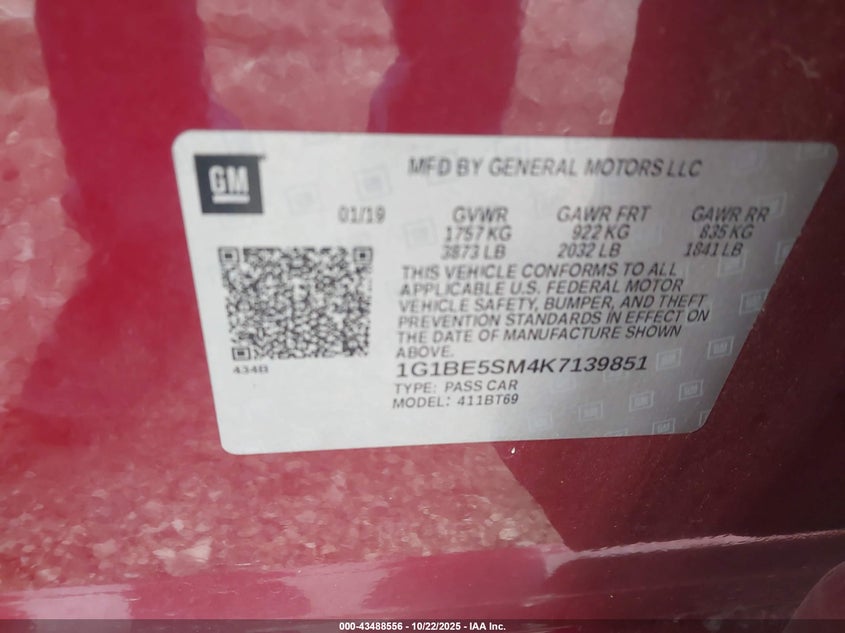 GM
MFD BY GENERAL MOTORS LLC
01/19 GVWR GAWR FRT GAWR RR
1757 KG 922 KG 835 KG
3873 LB 2032 LB 1841 LB
THIS VEHICLE CONFORMS TO ALL
APPLICABLE U.S. FEDERAL MOTOR
VEHICLE SAFETY, BUMPER, AND THEFT
PREVENTION STANDARDS IN EFFECT ON
THE DATE OF MANUFACTURE SHOWN
ABOVE.
434B
1G1BE5SM4K7139851
TYPE: PASS CAR
MODEL: 411BT69
000-43488556 - 10/22/2025 - IAA Inc.